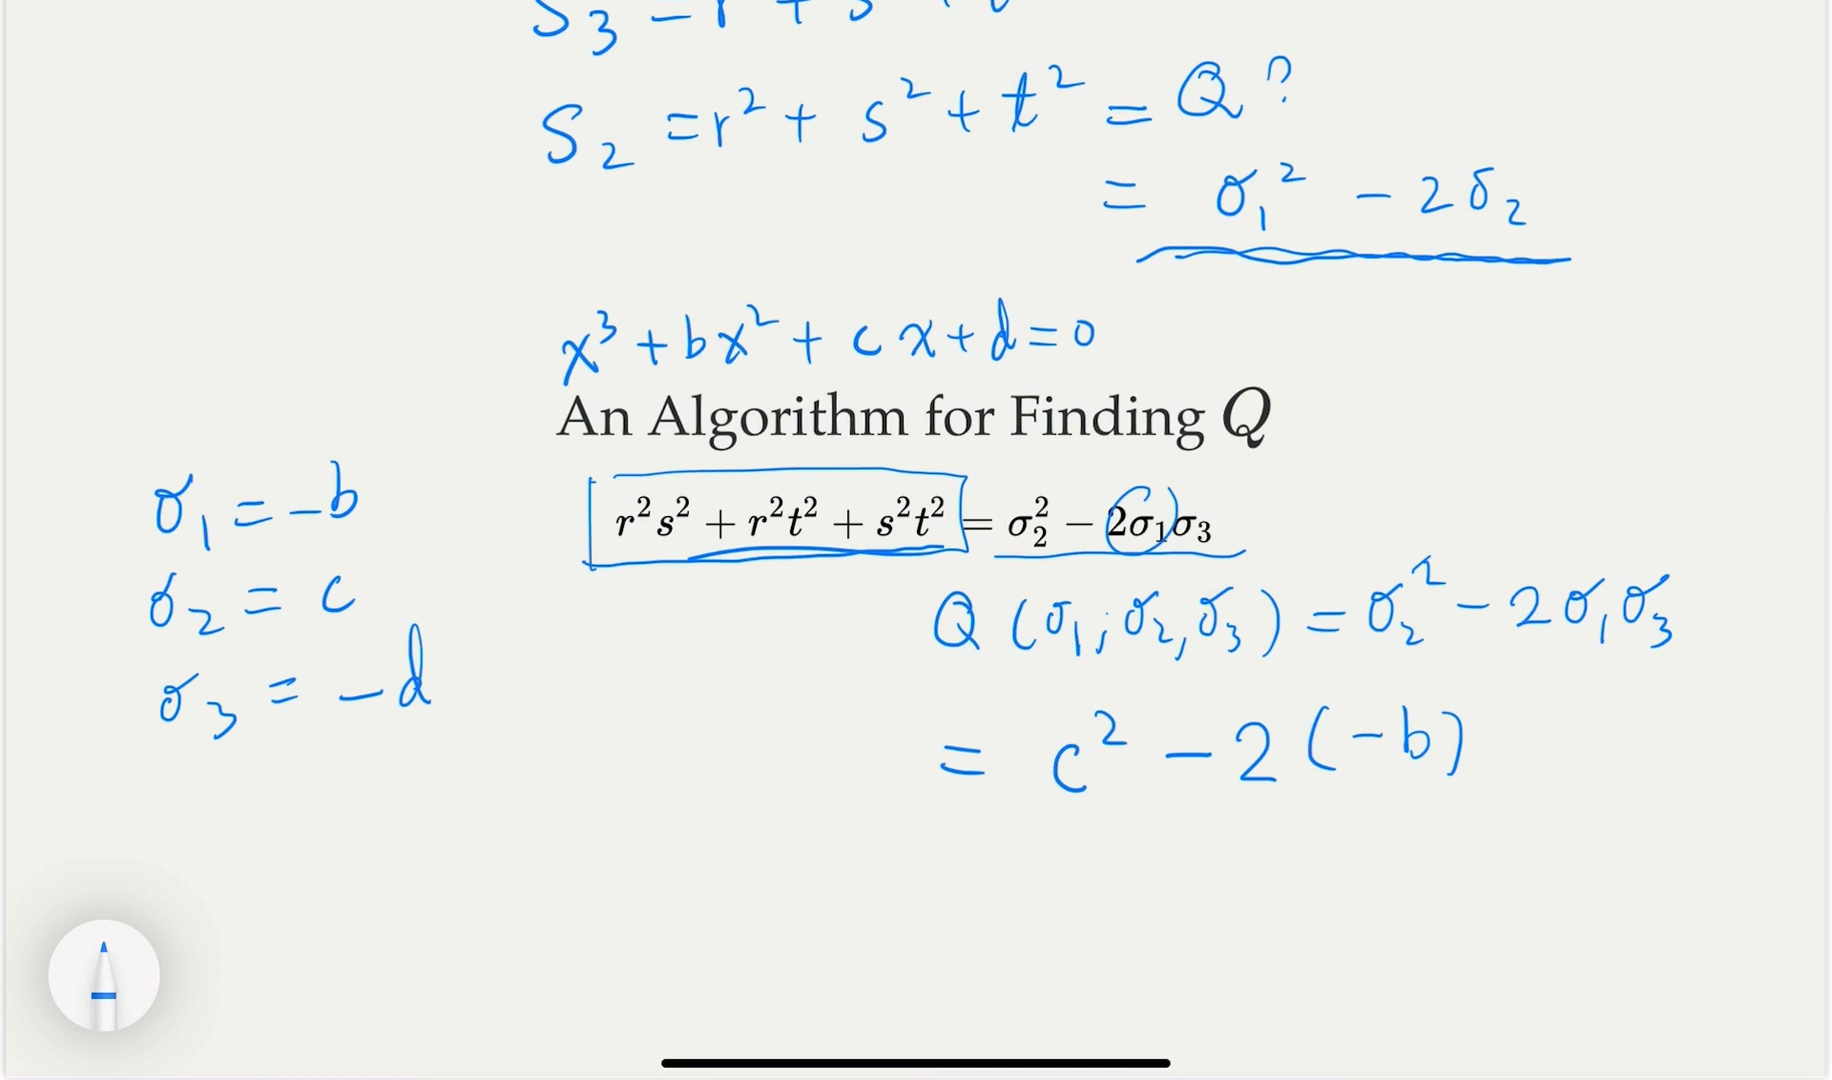 S₂ = r² + s² + t² = Q ?
= σ₁² − 2σ₂
x³ + bx² + cx + d = 0
An Algorithm for Finding Q
σ₁ = −b
r²s² + r²t² + s²t² = σ₂² − 2σ₁σ₃
σ₂ = c
Q(σ₁, σ₂, σ₃) = σ₂² − 2σ₁σ₃
σ₃ = −d
= c² − 2(−b)